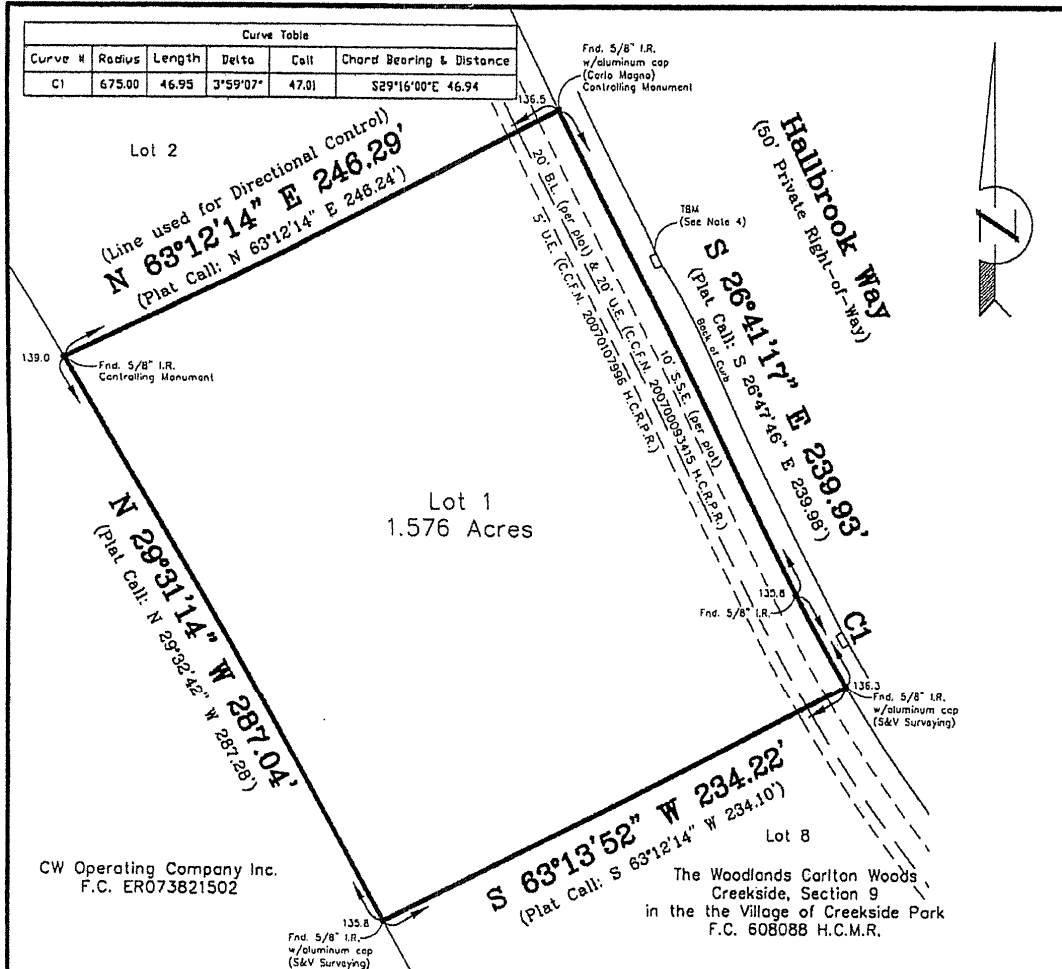 Curve Table
Curve # Radius Length Delta Call Chord Bearing & Distance
C1 675.00 46.95 3°59'07" 47.01 S29°16'00"E 46.94
Fnd. 5/8" I.R.
w/aluminum cap
(Carlo Magno)
Controlling Monument
136.5
Lot 2
(Line used for Directional Control)
N 63°12'14" E 246.29'
(Plat Call: N 63°12'14" E 246.24')
Hallbrook Way
(50' Private Right-of-Way)
TBM
(See Note 4)
S 26°41'17" E 239.93'
(Plat Call: S 26°47'46" E 239.98')
Back of Curb
10' S.S.E. (per plat)
20' B.L. (per plat) & 20' U.E. (C.C.F.N. 200700093415 H.C.R.P.R.)
5' U.E. (C.C.F.N. 20070107996 H.C.R.P.R.)
139.0
Fnd. 5/8" I.R.
Controlling Monument
Lot 1
1.576 Acres
N 29°31'14" W 287.04'
(Plat Call: N 29°32'42" W 287.28')
135.8
Fnd. 5/8" I.R.
C1
136.3
Fnd. 5/8" I.R.
w/aluminum cap
(S&V Surveying)
S 63°13'52" W 234.22'
(Plat Call: S 63°12'14" W 234.10')
Lot 8
CW Operating Company Inc.
F.C. ER073821502
The Woodlands Carlton Woods
Creekside, Section 9
in the the Village of Creekside Park
F.C. 608088 H.C.M.R.
135.8
Fnd. 5/8" I.R.
w/aluminum cap
(S&V Surveying)
Z